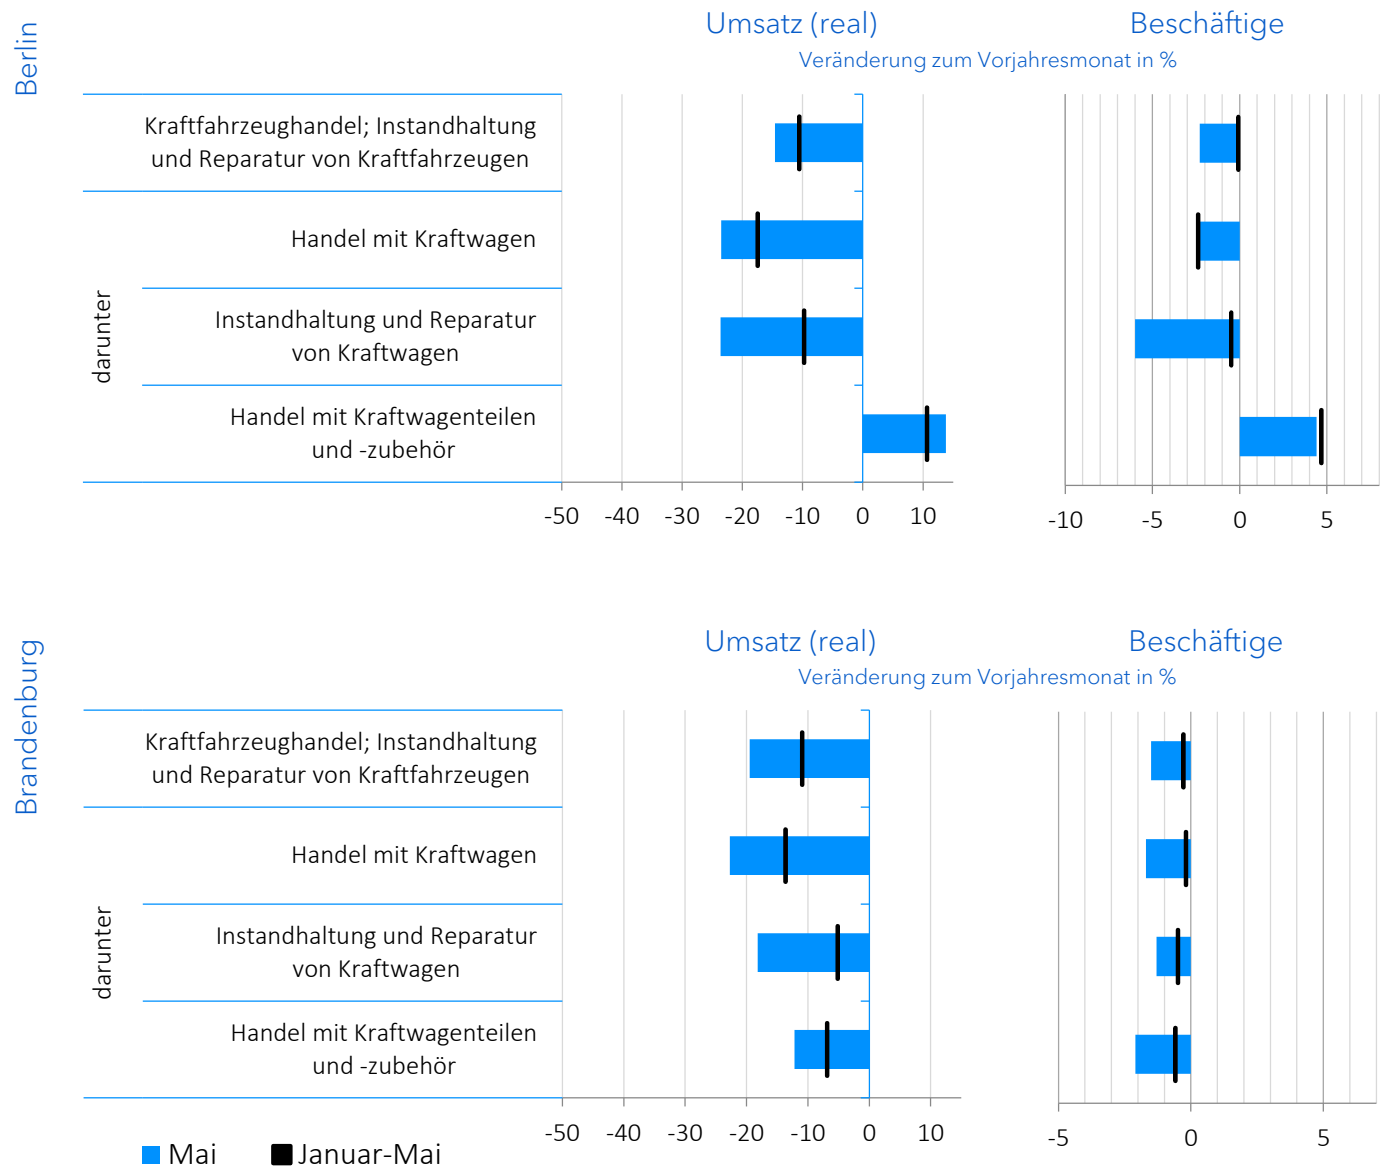 Berlin
Umsatz (real)
Beschäftige
Veränderung zum Vorjahresmonat in %
Kraftfahrzeughandel; Instandhaltung
und Reparatur von Kraftfahrzeugen
Handel mit Kraftwagen
darunter
Instandhaltung und Reparatur
von Kraftwagen
Handel mit Kraftwagenteilen
und -zubehör
-50 -40 -30 -20 -10 0 10
-10 -5 0 5
Brandenburg
Umsatz (real)
Beschäftige
Veränderung zum Vorjahresmonat in %
Kraftfahrzeughandel; Instandhaltung
und Reparatur von Kraftfahrzeugen
Handel mit Kraftwagen
darunter
Instandhaltung und Reparatur
von Kraftwagen
Handel mit Kraftwagenteilen
und -zubehör
-50 -40 -30 -20 -10 0 10
-5 0 5
Mai
Januar-Mai